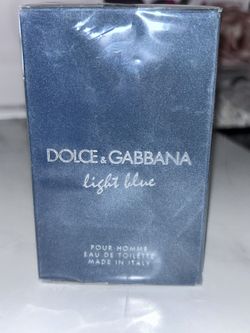 DOLCE & GABBANA
light blue
POUR HOMME
EAU DE TOILETTE
MADE IN ITALY